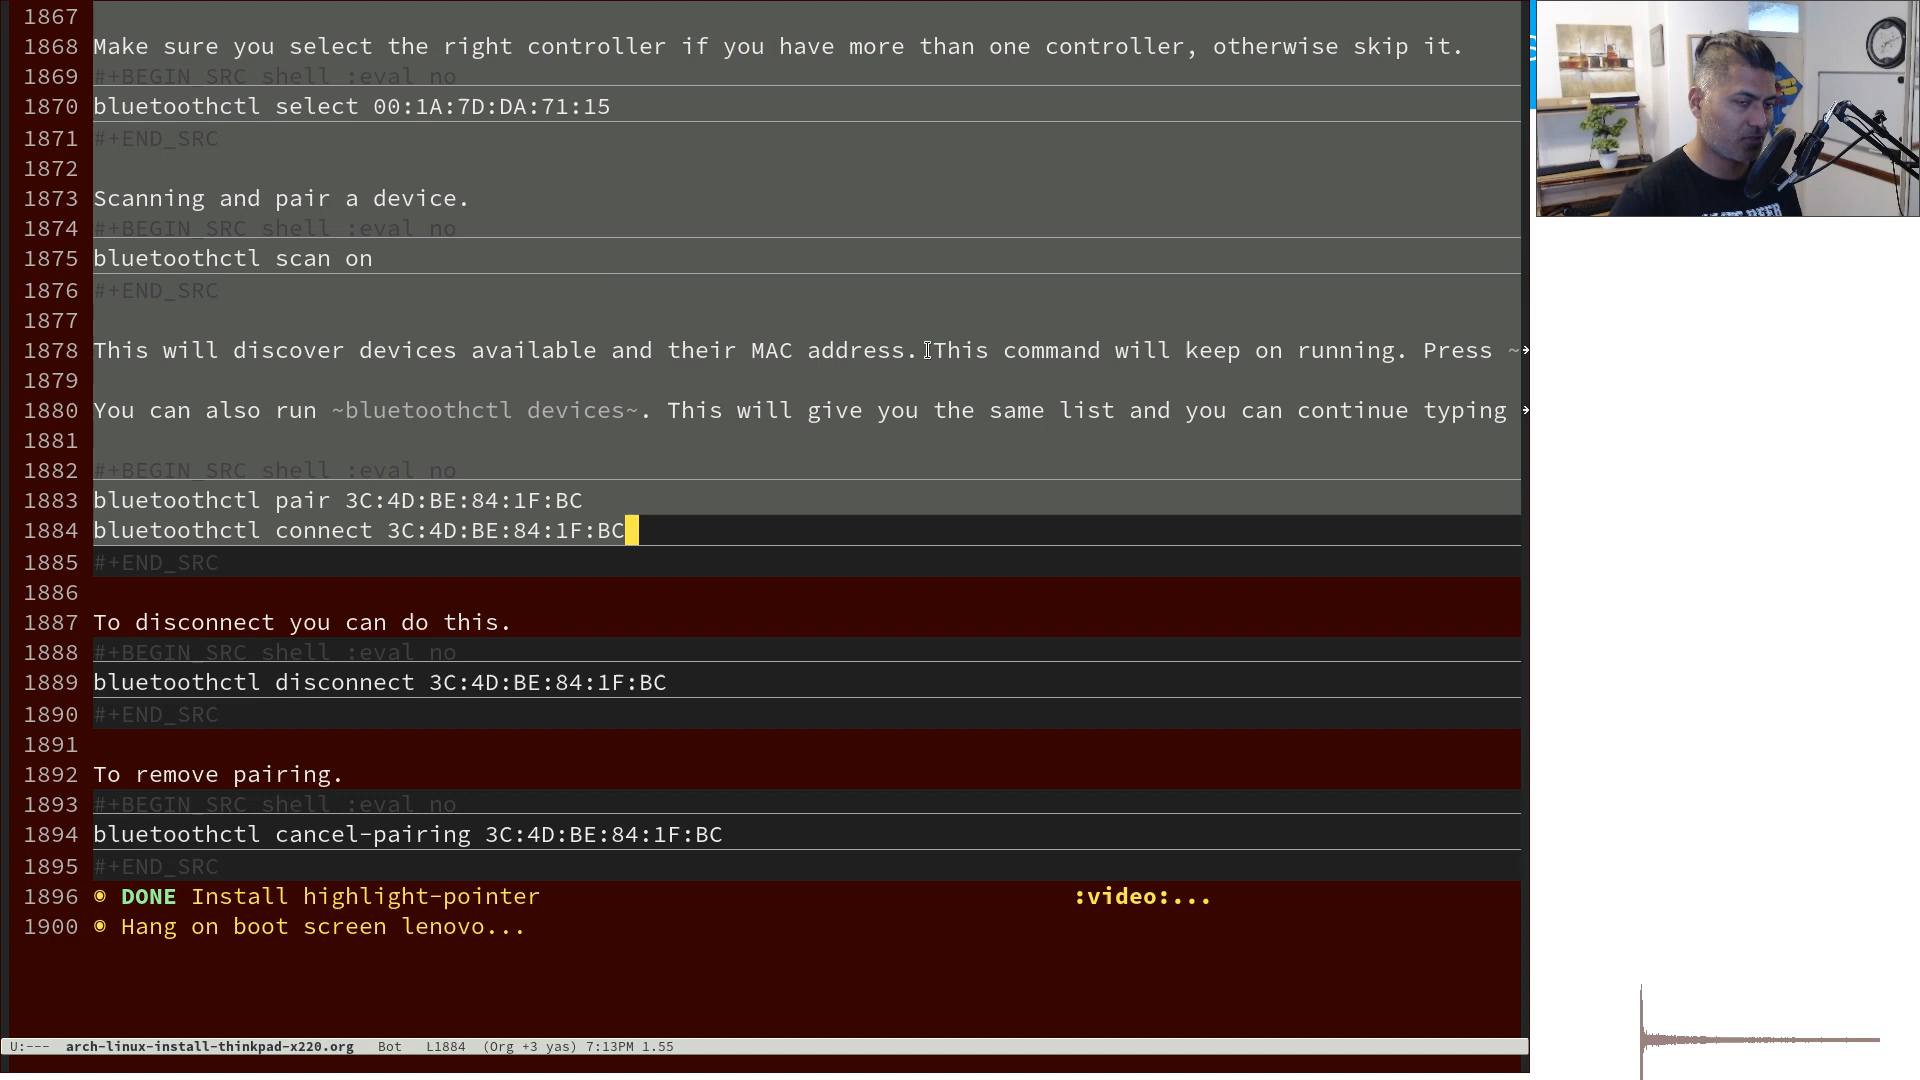 1867
1868 Make sure you select the right controller if you have more than one controller, otherwise skip it.
1869 #+BEGIN_SRC shell :eval no
1870 bluetoothctl select 00:1A:7D:DA:71:15
1871 #+END_SRC
1872
1873 Scanning and pair a device.
1874 #+BEGIN_SRC shell :eval no
1875 bluetoothctl scan on
1876 #+END_SRC
1877
1878 This will discover devices available and their MAC address. This command will keep on running. Press ~
1879
1880 You can also run ~bluetoothctl devices~. This will give you the same list and you can continue typing
1881
1882 #+BEGIN_SRC shell :eval no
1883 bluetoothctl pair 3C:4D:BE:84:1F:BC
1884 bluetoothctl connect 3C:4D:BE:84:1F:BC
1885 #+END_SRC
1886
1887 To disconnect you can do this.
1888 #+BEGIN_SRC shell :eval no
1889 bluetoothctl disconnect 3C:4D:BE:84:1F:BC
1890 #+END_SRC
1891
1892 To remove pairing.
1893 #+BEGIN_SRC shell :eval no
1894 bluetoothctl cancel-pairing 3C:4D:BE:84:1F:BC
1895 #+END_SRC
1896 ◉ DONE Install highlight-pointer :video:...
1900 ◉ Hang on boot screen lenovo...
U:--- arch-linux-install-thinkpad-x220.org Bot L1884 (Org +3 yas) 7:13PM 1.55